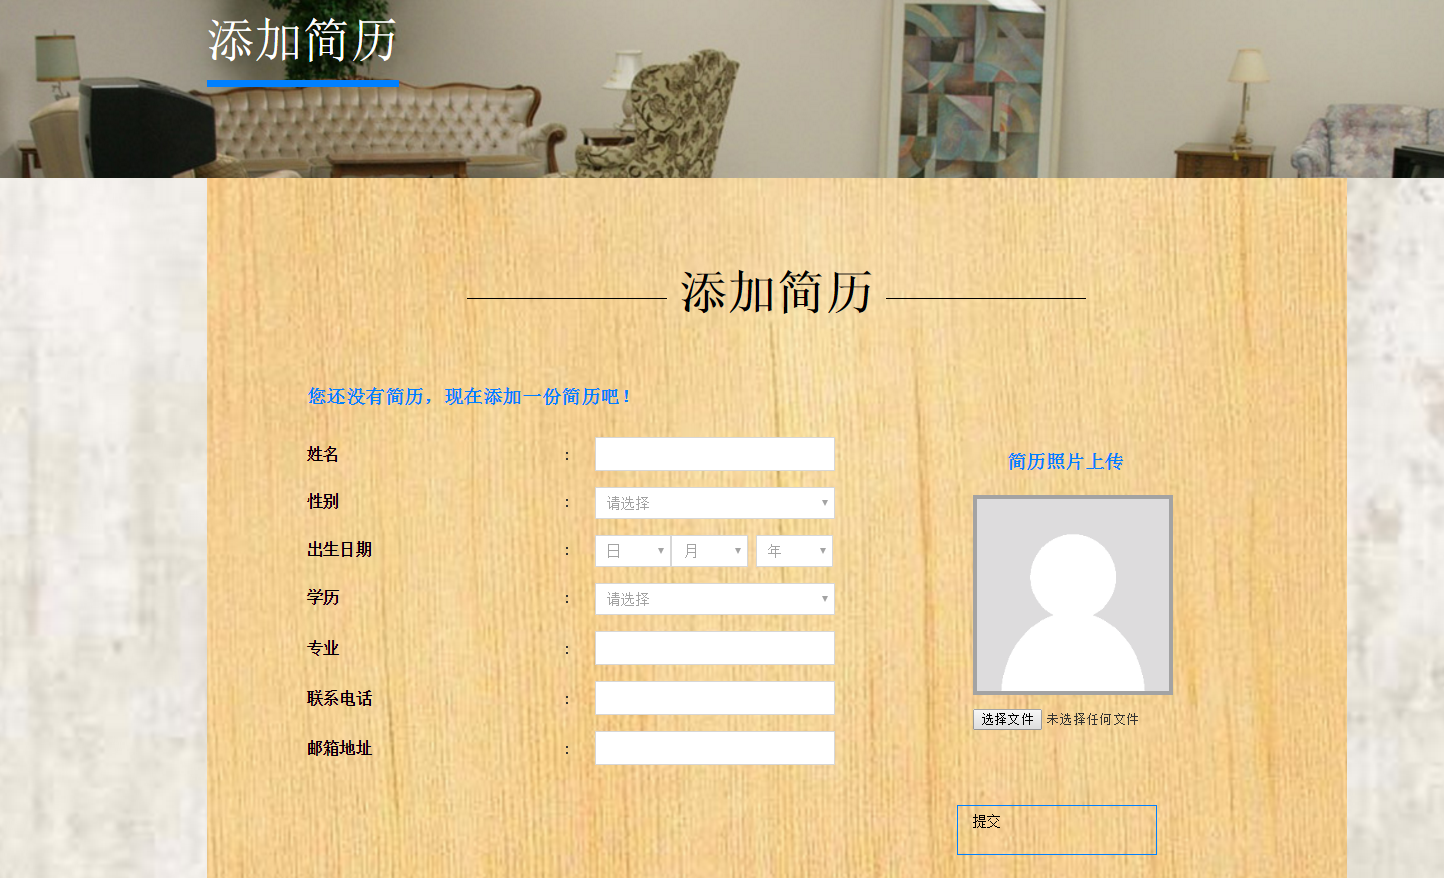 添加简历
添加简历
您还没有简历，现在添加一份简历吧！
姓名 :
性别 : 请选择
出生日期 : 日 月 年
学历 : 请选择
专业 :
联系电话 :
邮箱地址 :
简历照片上传
选择文件 未选择任何文件
提交